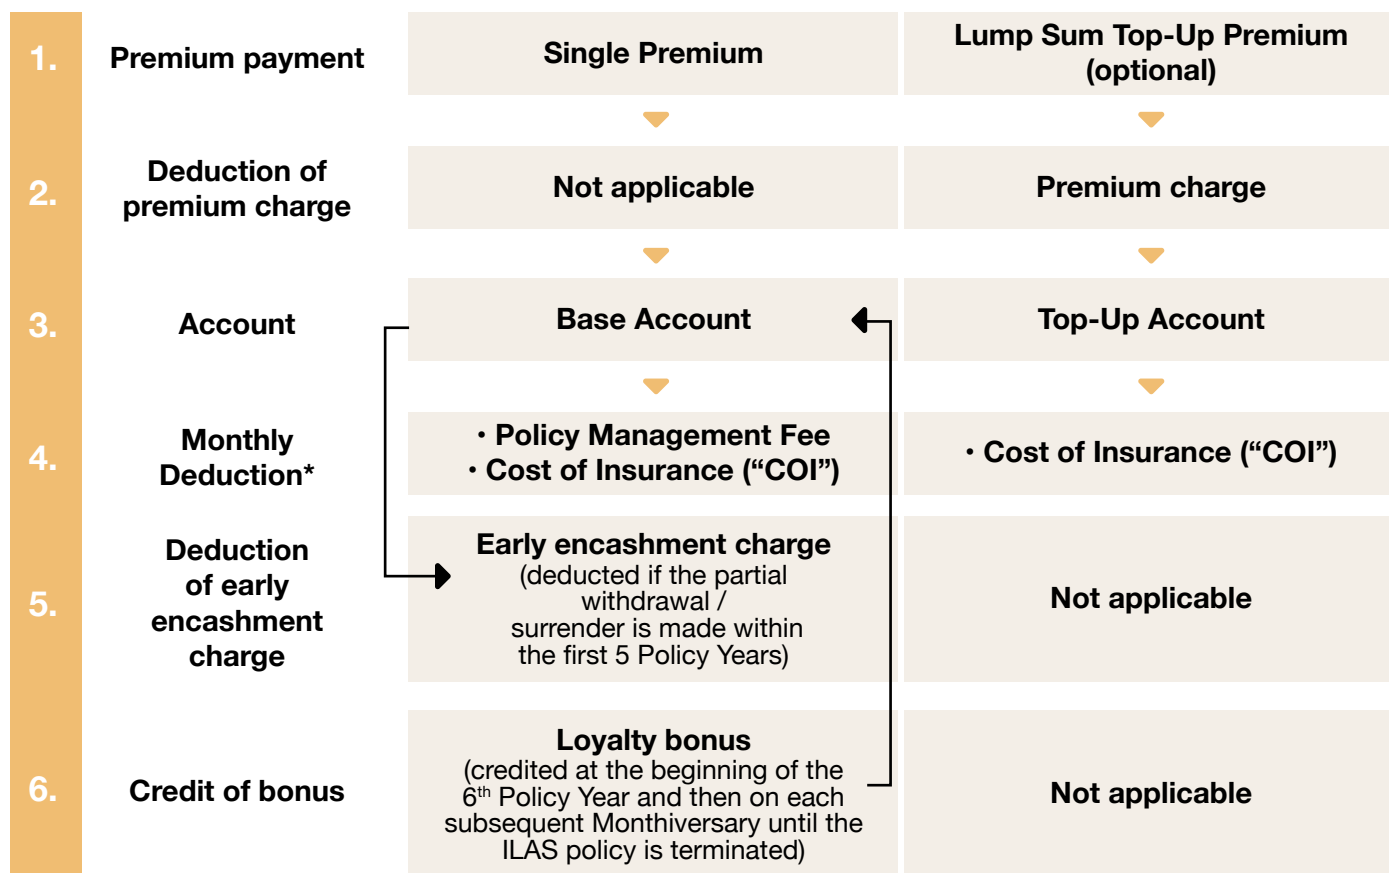 1.
Premium payment
Single Premium
Lump Sum Top-Up Premium
(optional)
2.
Deduction of
premium charge
Not applicable
Premium charge
3.
Account
Base Account
Top-Up Account
4.
Monthly
Deduction*
• Policy Management Fee
• Cost of Insurance (“COI”)
• Cost of Insurance (“COI”)
5.
Deduction
of early
encashment
charge
Early encashment charge
(deducted if the partial
withdrawal /
surrender is made within
the first 5 Policy Years)
Not applicable
6.
Credit of bonus
Loyalty bonus
(credited at the beginning of the
6th Policy Year and then on each
subsequent Monthiversary until the
ILAS policy is terminated)
Not applicable